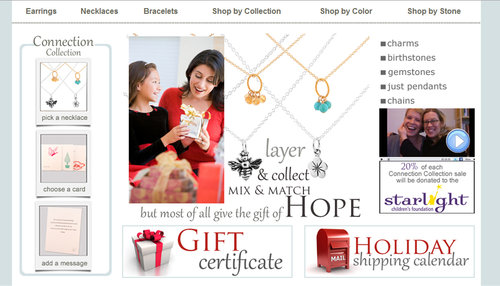 Earrings Necklaces Bracelets Shop by Collection Shop by Color Shop by Stone
Connection
Collection
pick a necklace
choose a card
add a message
layer
& collect
MIX & MATCH
but most of all give the gift of HOPE
charms
birthstones
gemstones
just pendants
chains
20% of each
Connection Collection sale
will be donated to the
starlight
children's foundation
GIFT
certificate
MAIL
HOLIDAY
shipping calendar